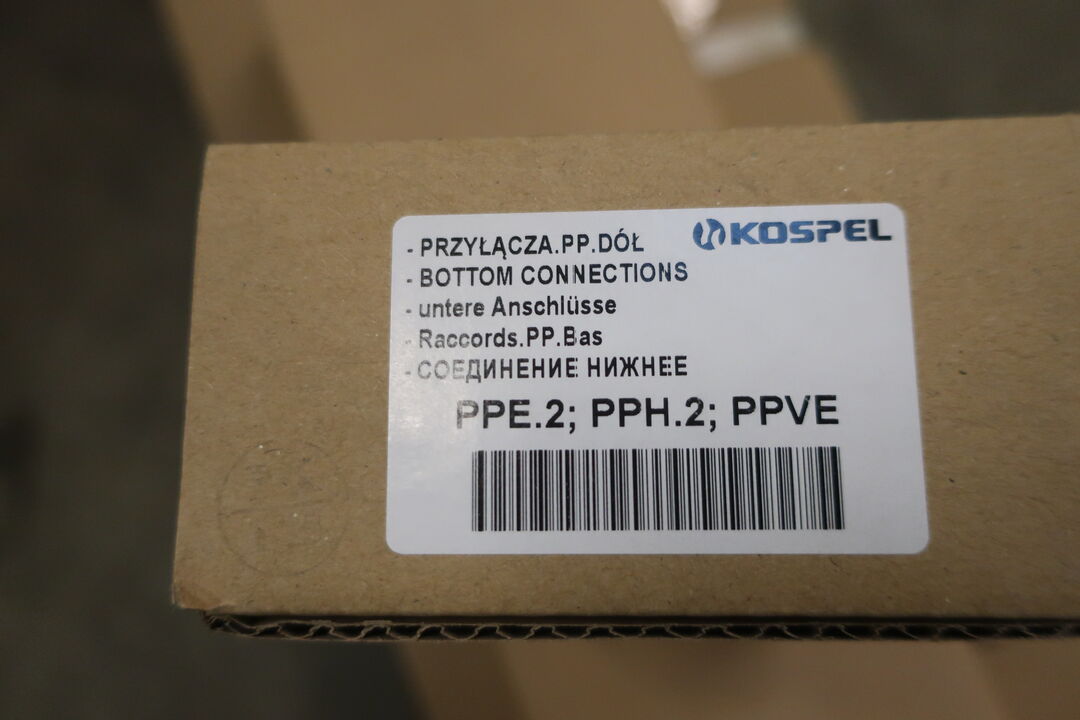 KOSPEL
- PRZYŁĄCZA.PP.DÓŁ
- BOTTOM CONNECTIONS
- untere Anschlüsse
- Raccords.PP.Bas
- СОЕДИНЕНИЕ НИЖНЕЕ
PPE.2; PPH.2; PPVE